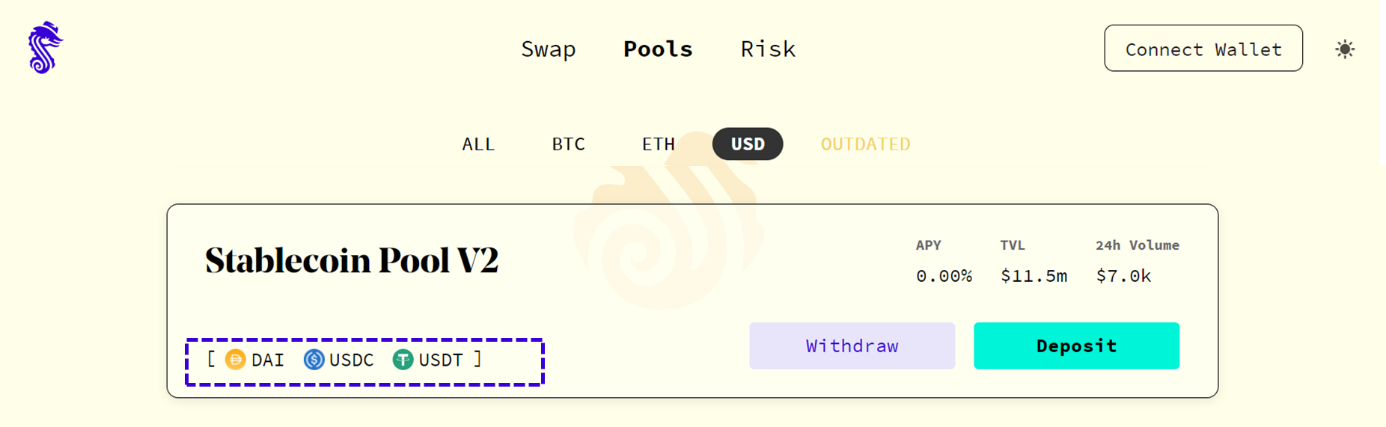 Swap Pools Risk Connect Wallet
ALL BTC ETH USD OUTDATED
Stablecoin Pool V2
APY TVL 24h Volume
0.00% $11.5m $7.0k
Withdraw Deposit
[ DAI USDC USDT ]